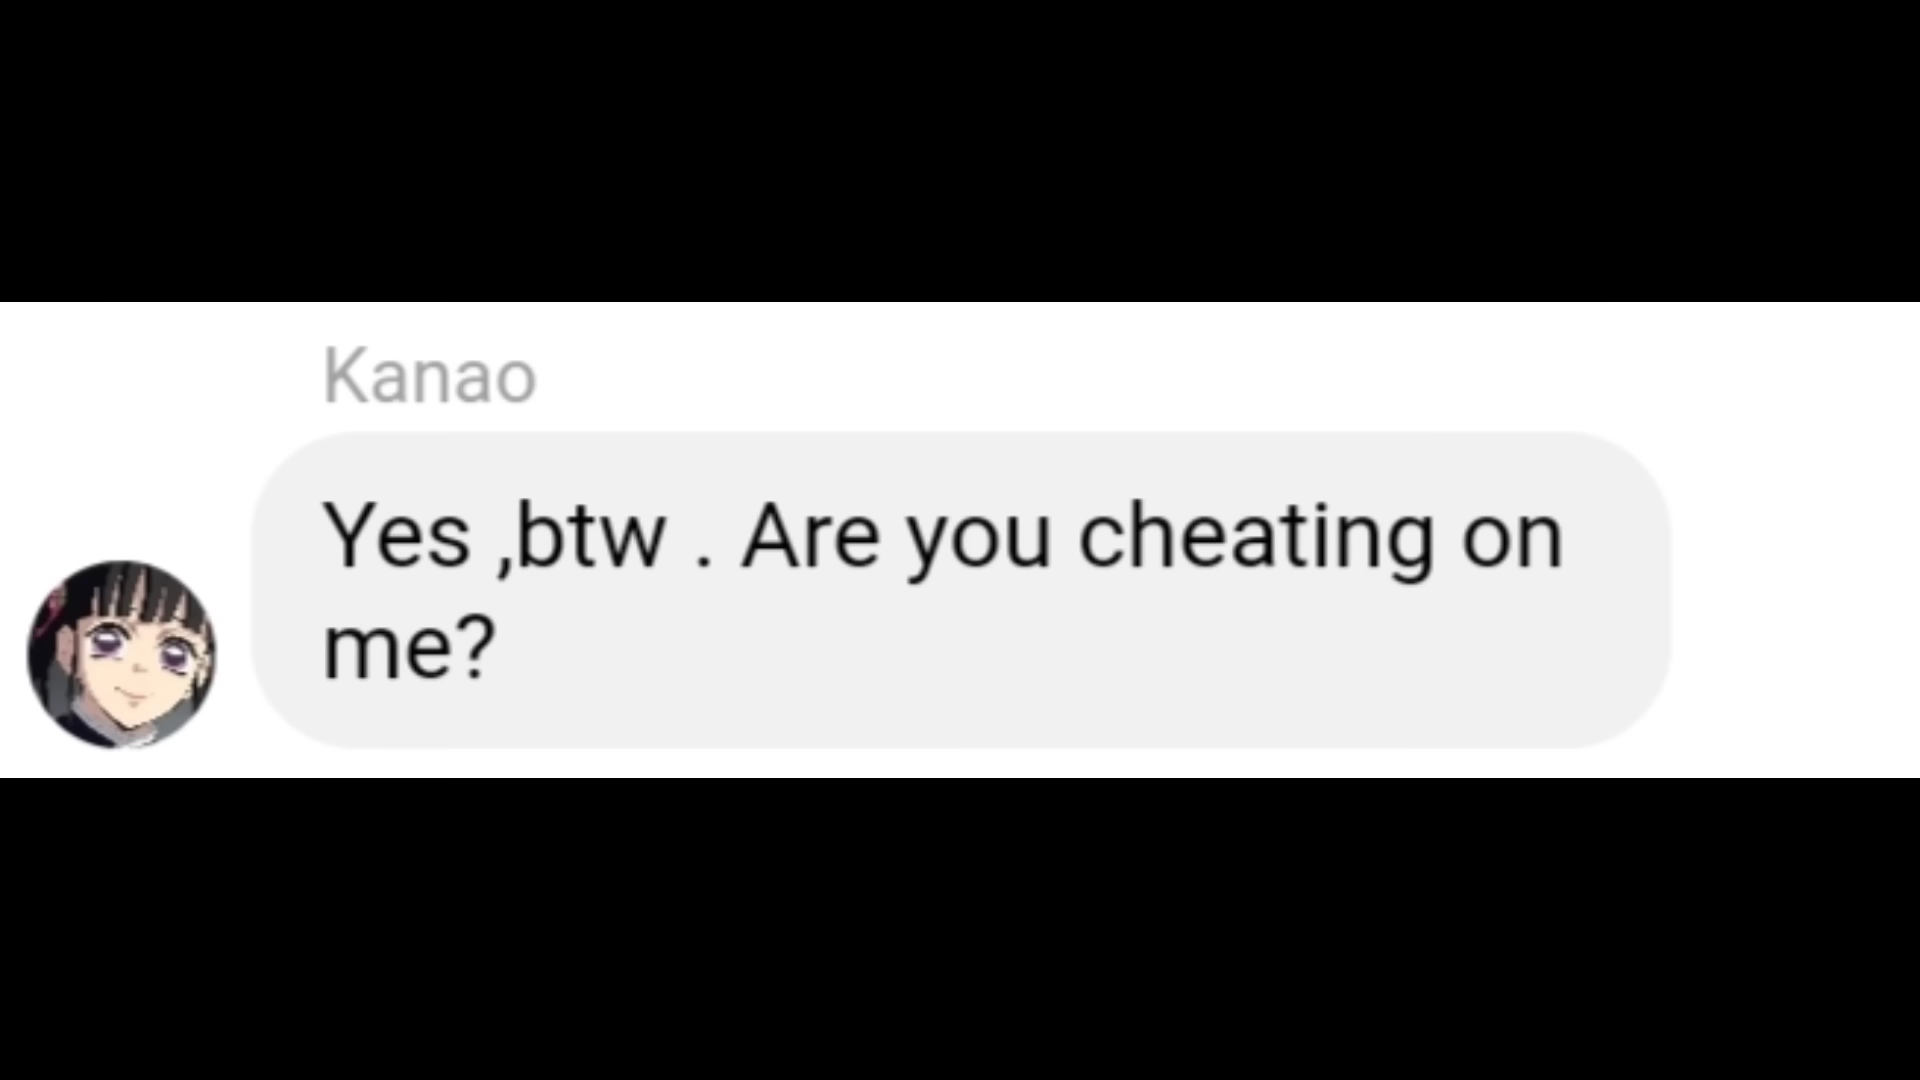 Kanao
Yes ,btw . Are you cheating on
me?